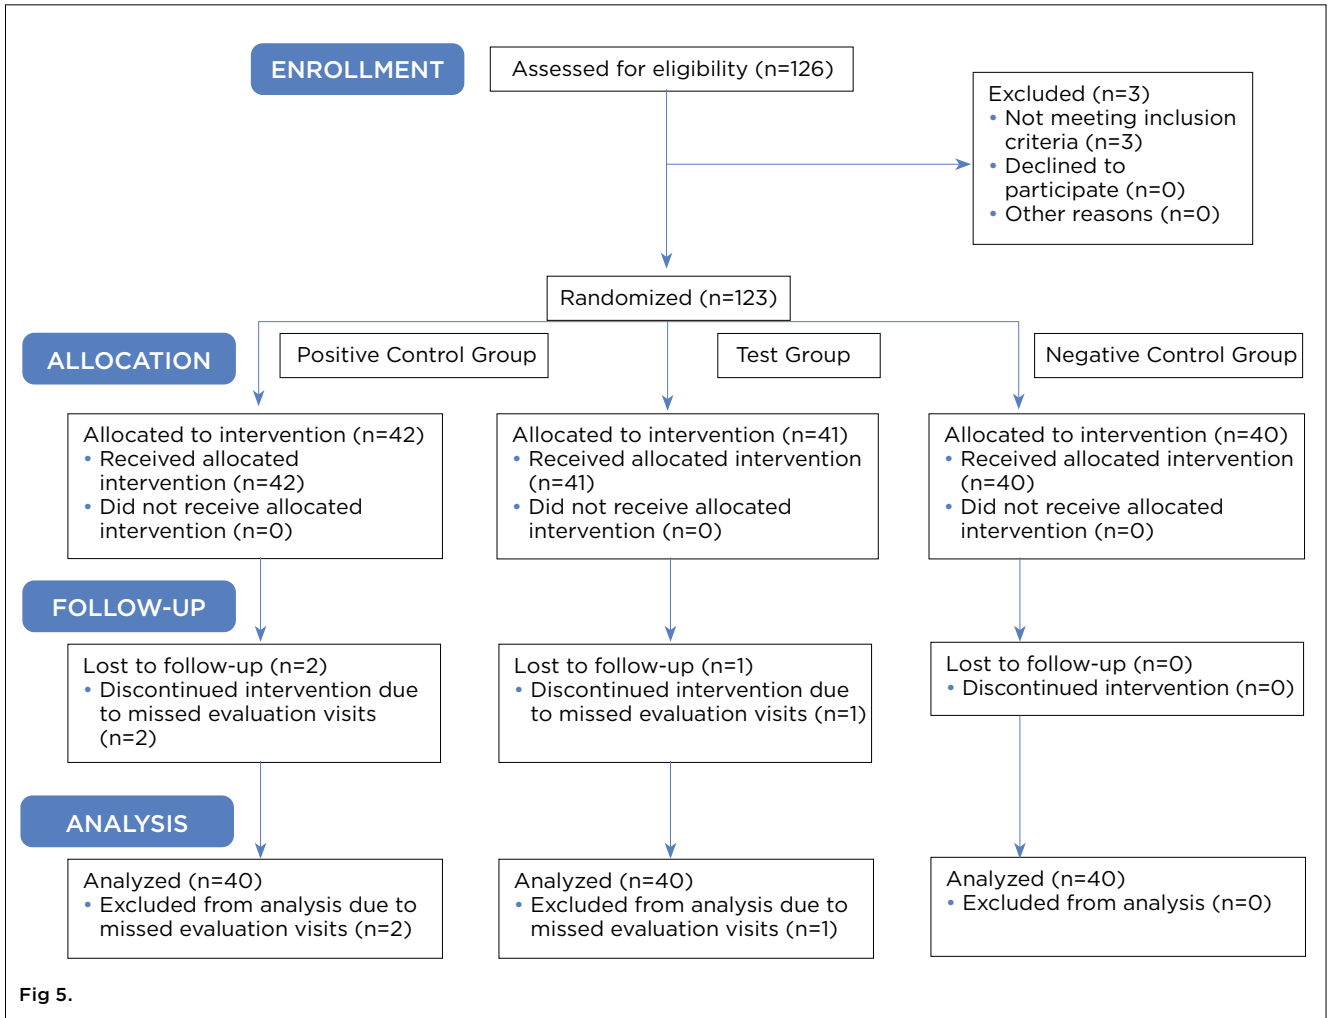 ENROLLMENT
Assessed for eligibility (n=126)
Excluded (n=3)
• Not meeting inclusion
criteria (n=3)
• Declined to
participate (n=0)
• Other reasons (n=0)
Randomized (n=123)
ALLOCATION
Positive Control Group
Test Group
Negative Control Group
Allocated to intervention (n=42)
• Received allocated
intervention (n=42)
• Did not receive allocated
intervention (n=0)
Allocated to intervention (n=41)
• Received allocated intervention
(n=41)
• Did not receive allocated
intervention (n=0)
Allocated to intervention (n=40)
• Received allocated intervention
(n=40)
• Did not receive allocated
intervention (n=0)
FOLLOW-UP
Lost to follow-up (n=2)
• Discontinued intervention due
to missed evaluation visits
(n=2)
Lost to follow-up (n=1)
• Discontinued intervention due
to missed evaluation visits (n=1)
Lost to follow-up (n=0)
• Discontinued intervention (n=0)
ANALYSIS
Analyzed (n=40)
• Excluded from analysis due to
missed evaluation visits (n=2)
Analyzed (n=40)
• Excluded from analysis due to
missed evaluation visits (n=1)
Analyzed (n=40)
• Excluded from analysis (n=0)
Fig 5.